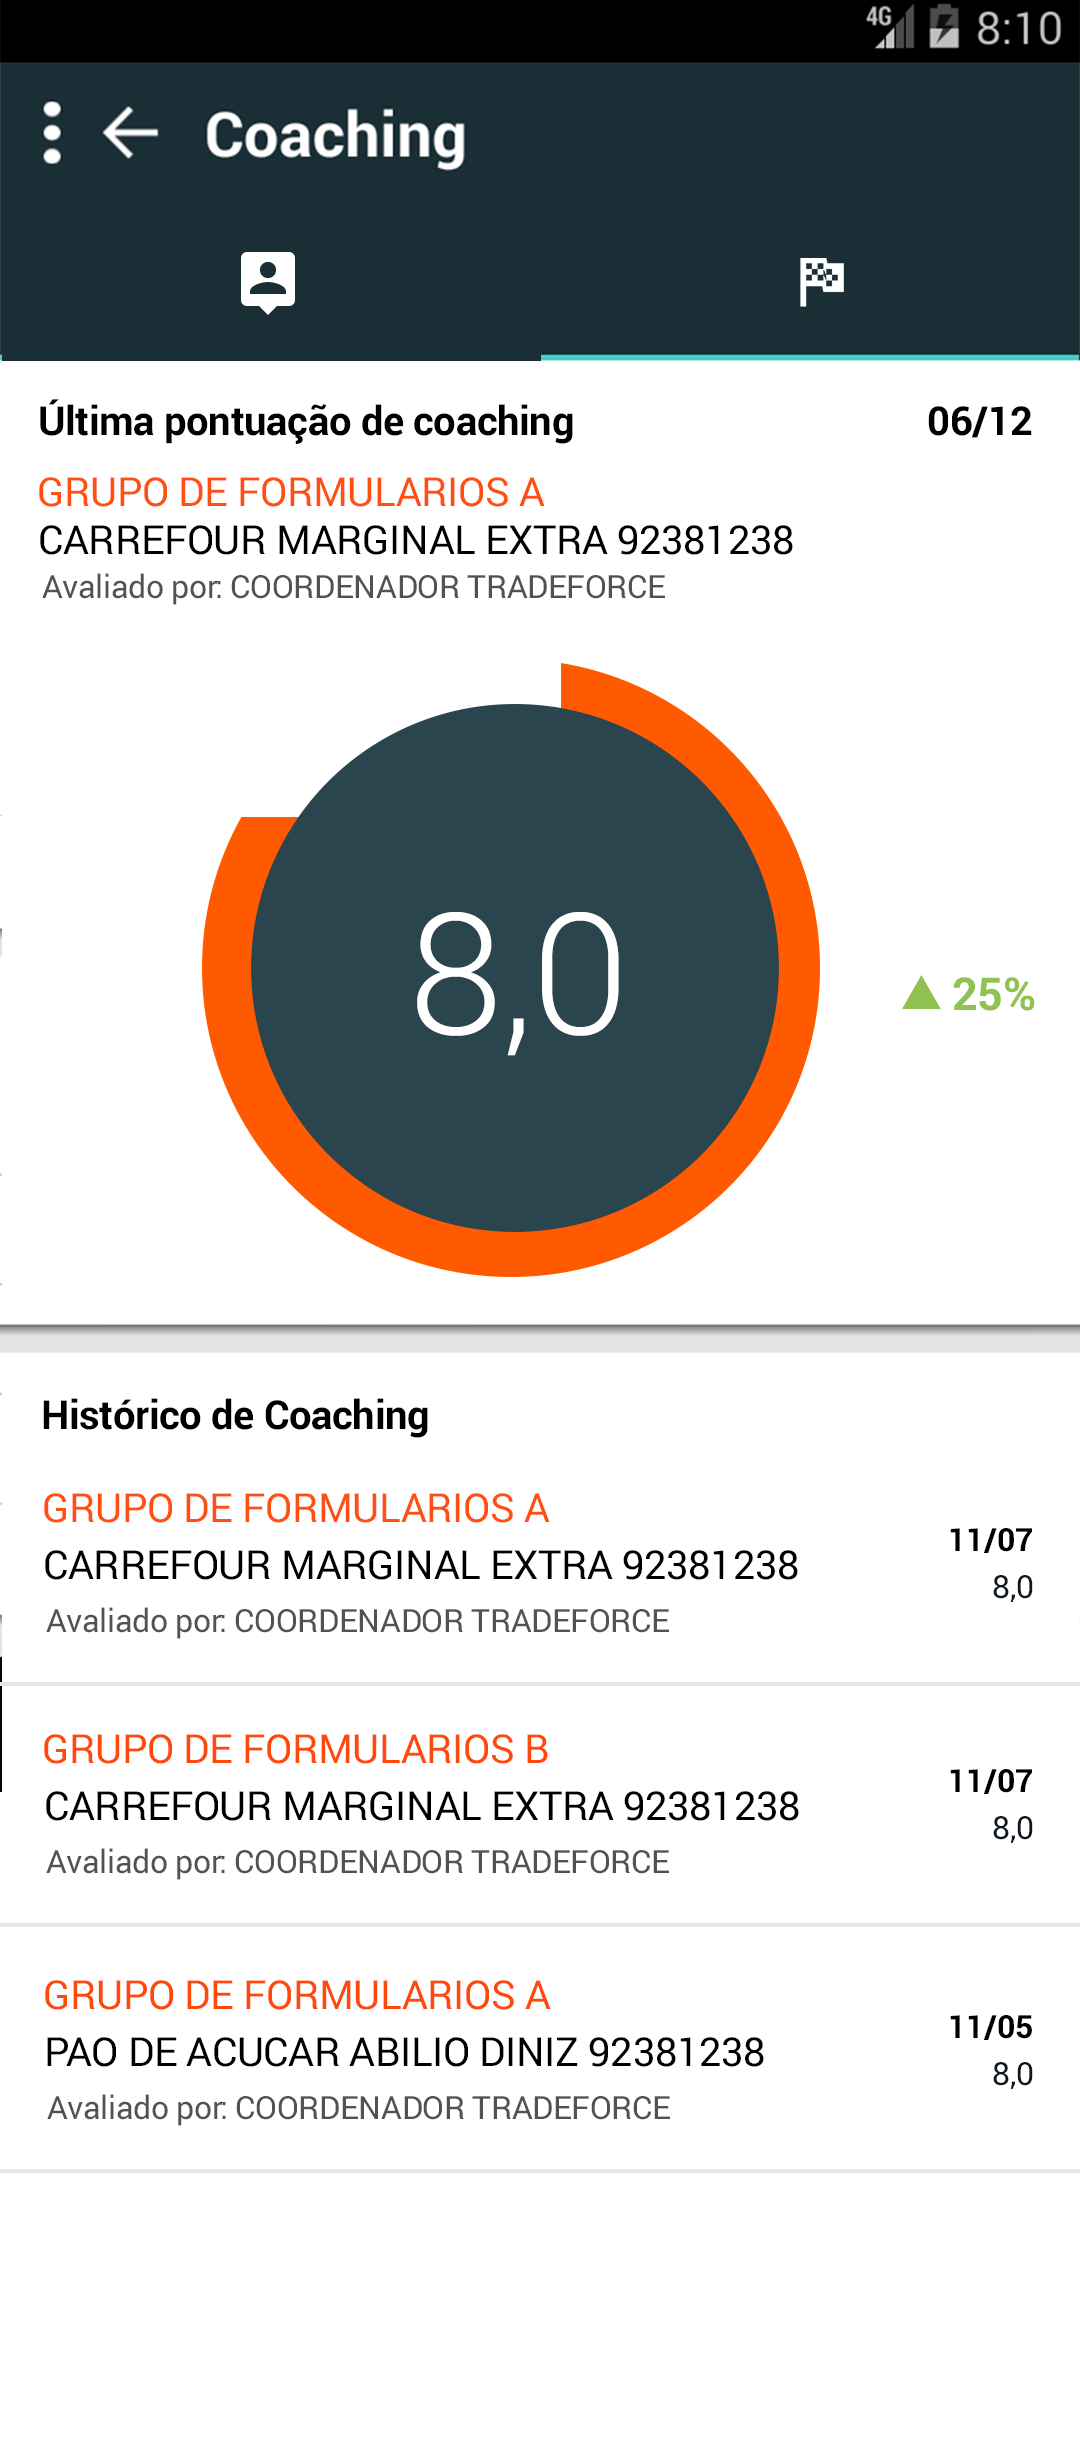 4G 8:10
Coaching
Última pontuação de coaching 06/12
GRUPO DE FORMULARIOS A
CARREFOUR MARGINAL EXTRA 92381238
Avaliado por: COORDENADOR TRADEFORCE
8,0
25%
Histórico de Coaching
GRUPO DE FORMULARIOS A
11/07
CARREFOUR MARGINAL EXTRA 92381238
8,0
Avaliado por: COORDENADOR TRADEFORCE
GRUPO DE FORMULARIOS B
11/07
CARREFOUR MARGINAL EXTRA 92381238
8,0
Avaliado por: COORDENADOR TRADEFORCE
GRUPO DE FORMULARIOS A
11/05
PAO DE ACUCAR ABILIO DINIZ 92381238
8,0
Avaliado por: COORDENADOR TRADEFORCE